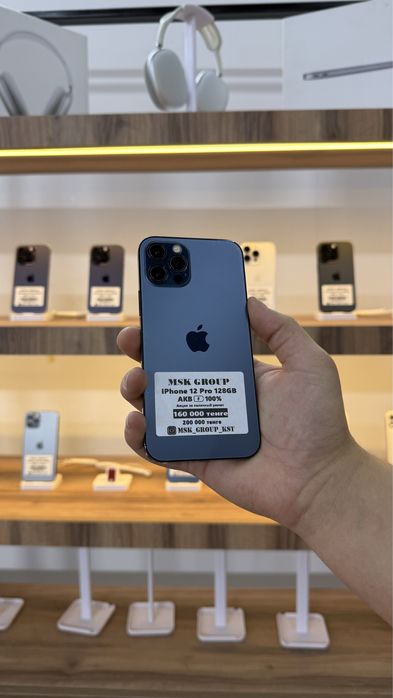 MSK GROUP
iPhone 12 Pro 128GB
АКБ 100%
160 000 тенге
200 000 тенге
MSK_GROUP_KST